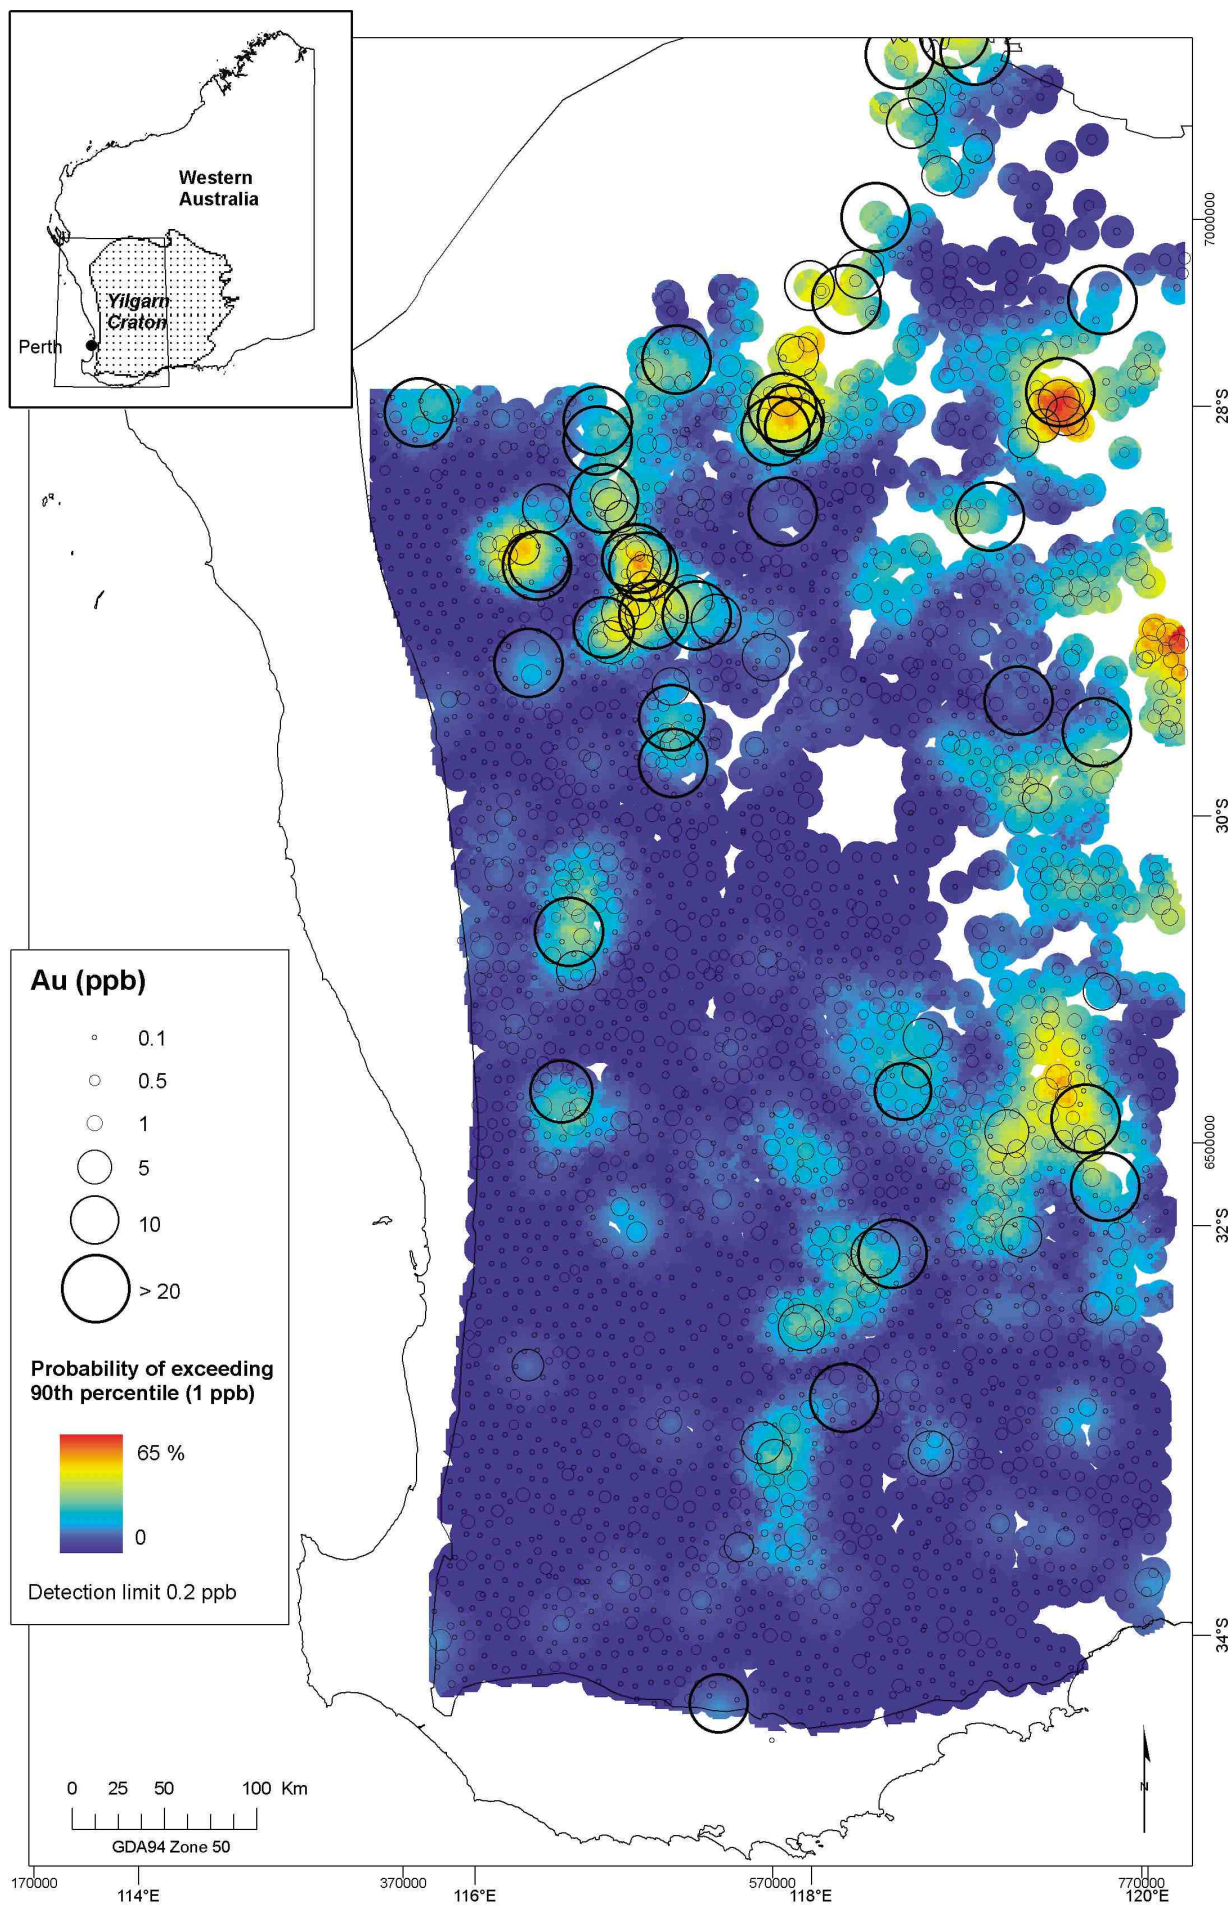 Western
Australia
Yilgarn
Craton
Perth
7000000
28°S
30°S
6500000
32°S
34°S
Au (ppb)
0.1
0.5
1
5
10
> 20
Probability of exceeding
90th percentile (1 ppb)
65 %
0
Detection limit 0.2 ppb
0 25 50 100 Km
GDA94 Zone 50
N
170000 370000 570000 770000
114°E 116°E 118°E 120°E